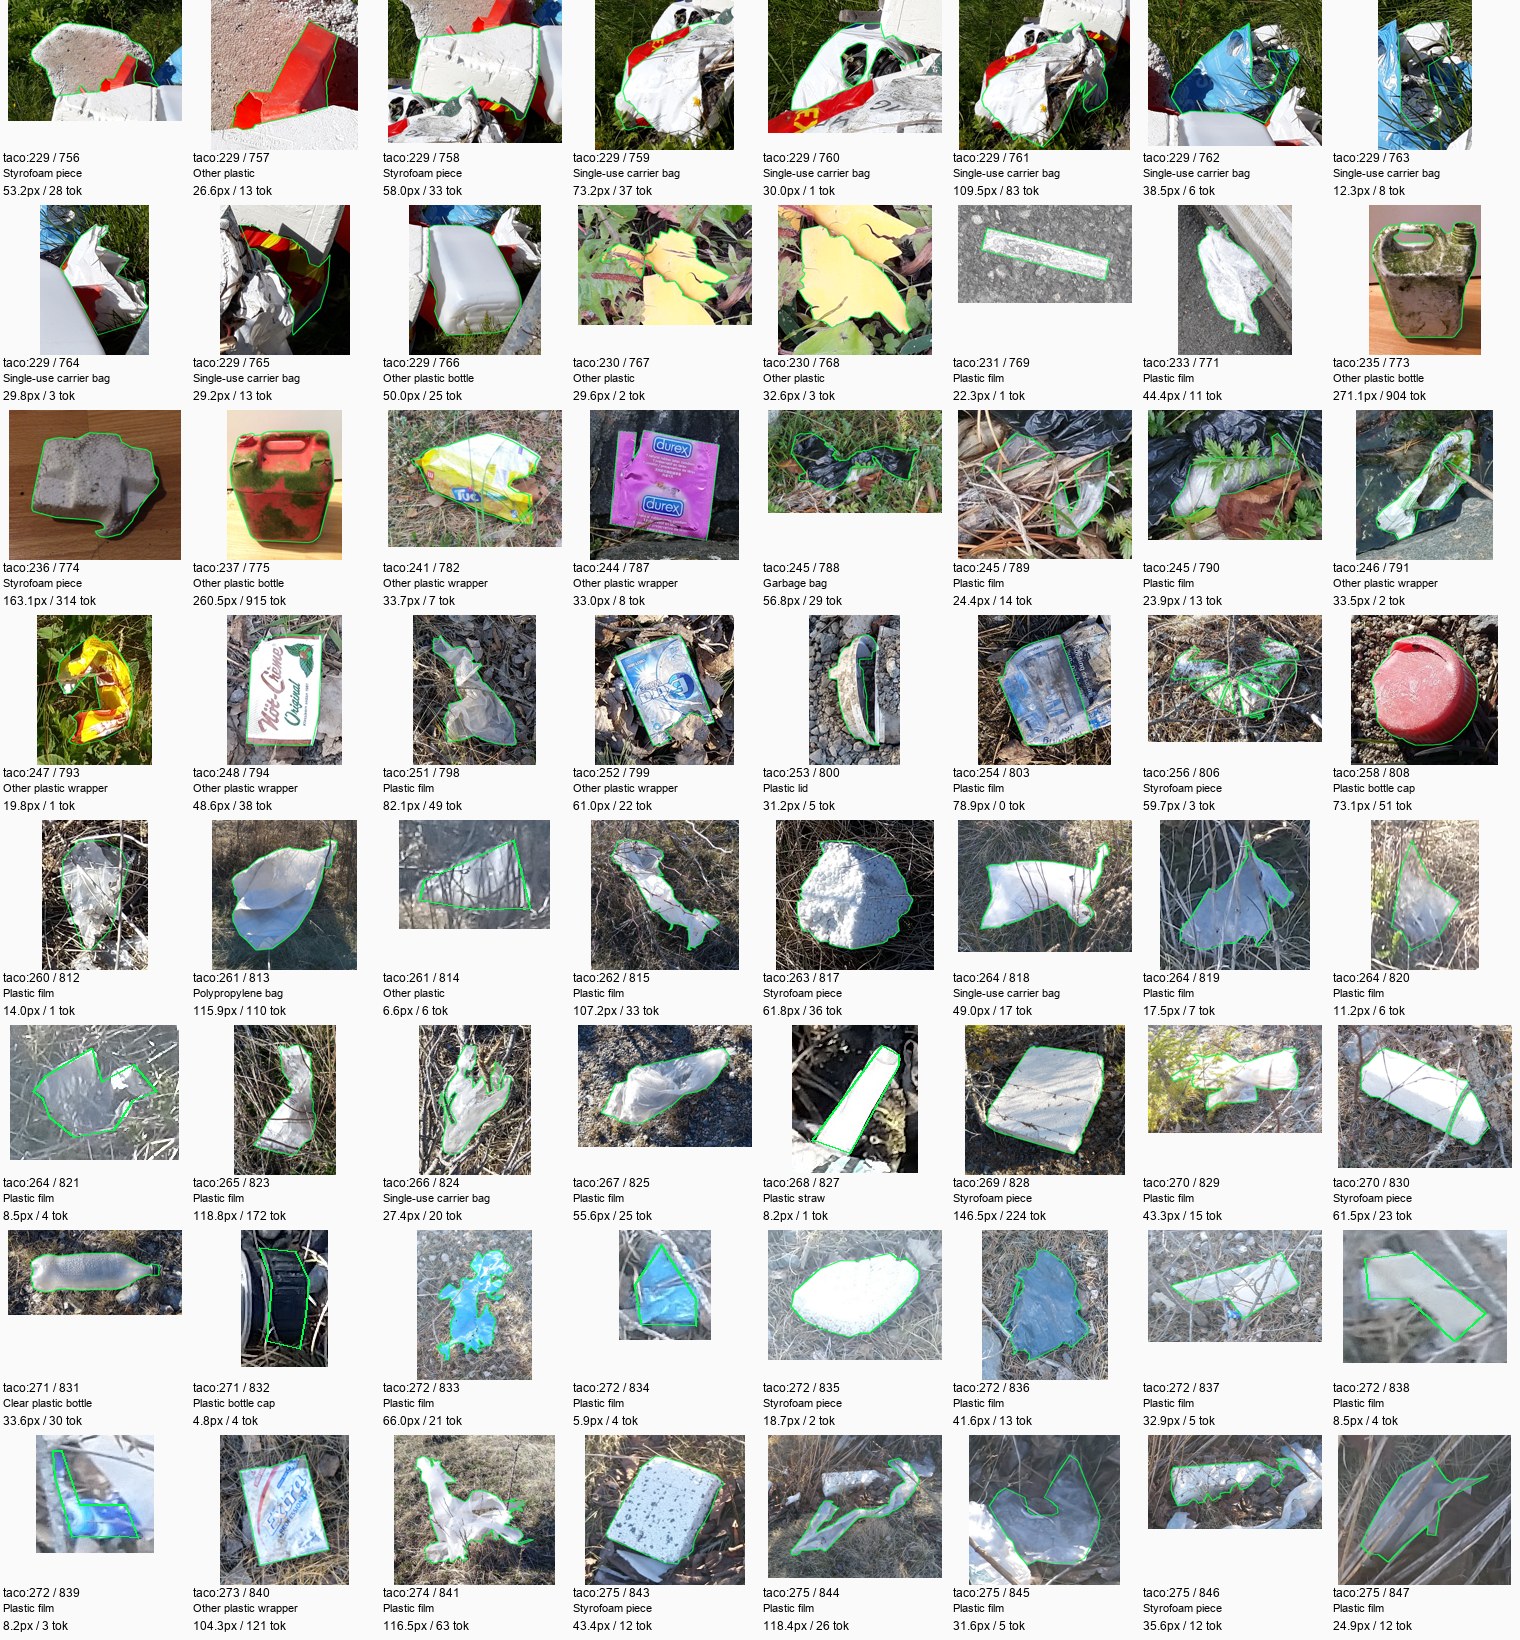 taco:229 / 756
Styrofoam piece
53.2px / 28 tok
taco:229 / 757
Other plastic
26.6px / 13 tok
taco:229 / 758
Styrofoam piece
58.0px / 33 tok
taco:229 / 759
Single-use carrier bag
73.2px / 37 tok
taco:229 / 760
Single-use carrier bag
30.0px / 1 tok
taco:229 / 761
Single-use carrier bag
109.5px / 83 tok
taco:229 / 762
Single-use carrier bag
38.5px / 6 tok
taco:229 / 763
Single-use carrier bag
12.3px / 8 tok
taco:229 / 764
Single-use carrier bag
29.8px / 3 tok
taco:229 / 765
Single-use carrier bag
29.2px / 13 tok
taco:229 / 766
Other plastic bottle
50.0px / 25 tok
taco:230 / 767
Other plastic
29.6px / 2 tok
taco:230 / 768
Other plastic
32.6px / 3 tok
taco:231 / 769
Plastic film
22.3px / 1 tok
taco:233 / 771
Plastic film
44.4px / 11 tok
taco:235 / 773
Other plastic bottle
271.1px / 904 tok
Tuc
durex
durex
taco:236 / 774
Styrofoam piece
163.1px / 314 tok
taco:237 / 775
Other plastic bottle
260.5px / 915 tok
taco:241 / 782
Other plastic wrapper
33.7px / 7 tok
taco:244 / 787
Other plastic wrapper
33.0px / 8 tok
taco:245 / 788
Garbage bag
56.8px / 29 tok
taco:245 / 789
Plastic film
24.4px / 14 tok
taco:245 / 790
Plastic film
23.9px / 13 tok
taco:246 / 791
Other plastic wrapper
33.5px / 2 tok
Nöt-Crème
Original
taco:247 / 793
Other plastic wrapper
19.8px / 1 tok
taco:248 / 794
Other plastic wrapper
48.6px / 38 tok
taco:251 / 798
Plastic film
82.1px / 49 tok
taco:252 / 799
Other plastic wrapper
61.0px / 22 tok
taco:253 / 800
Plastic lid
31.2px / 5 tok
taco:254 / 803
Plastic film
78.9px / 0 tok
taco:256 / 806
Styrofoam piece
59.7px / 3 tok
taco:258 / 808
Plastic bottle cap
73.1px / 51 tok
taco:260 / 812
Plastic film
14.0px / 1 tok
taco:261 / 813
Polypropylene bag
115.9px / 110 tok
taco:261 / 814
Other plastic
6.6px / 6 tok
taco:262 / 815
Plastic film
107.2px / 33 tok
taco:263 / 817
Styrofoam piece
61.8px / 36 tok
taco:264 / 818
Single-use carrier bag
49.0px / 17 tok
taco:264 / 819
Plastic film
17.5px / 7 tok
taco:264 / 820
Plastic film
11.2px / 6 tok
taco:264 / 821
Plastic film
8.5px / 4 tok
taco:265 / 823
Plastic film
118.8px / 172 tok
taco:266 / 824
Single-use carrier bag
27.4px / 20 tok
taco:267 / 825
Plastic film
55.6px / 25 tok
taco:268 / 827
Plastic straw
8.2px / 1 tok
taco:269 / 828
Styrofoam piece
146.5px / 224 tok
taco:270 / 829
Plastic film
43.3px / 15 tok
taco:270 / 830
Styrofoam piece
61.5px / 23 tok
taco:271 / 831
Clear plastic bottle
33.6px / 30 tok
taco:271 / 832
Plastic bottle cap
4.8px / 4 tok
taco:272 / 833
Plastic film
66.0px / 21 tok
taco:272 / 834
Plastic film
5.9px / 4 tok
taco:272 / 835
Styrofoam piece
18.7px / 2 tok
taco:272 / 836
Plastic film
41.6px / 13 tok
taco:272 / 837
Plastic film
32.9px / 5 tok
taco:272 / 838
Plastic film
8.5px / 4 tok
taco:272 / 839
Plastic film
8.2px / 3 tok
taco:273 / 840
Other plastic wrapper
104.3px / 121 tok
taco:274 / 841
Plastic film
116.5px / 63 tok
taco:275 / 843
Styrofoam piece
43.4px / 12 tok
taco:275 / 844
Plastic film
118.4px / 26 tok
taco:275 / 845
Plastic film
31.6px / 5 tok
taco:275 / 846
Styrofoam piece
35.6px / 12 tok
taco:275 / 847
Plastic film
24.9px / 12 tok